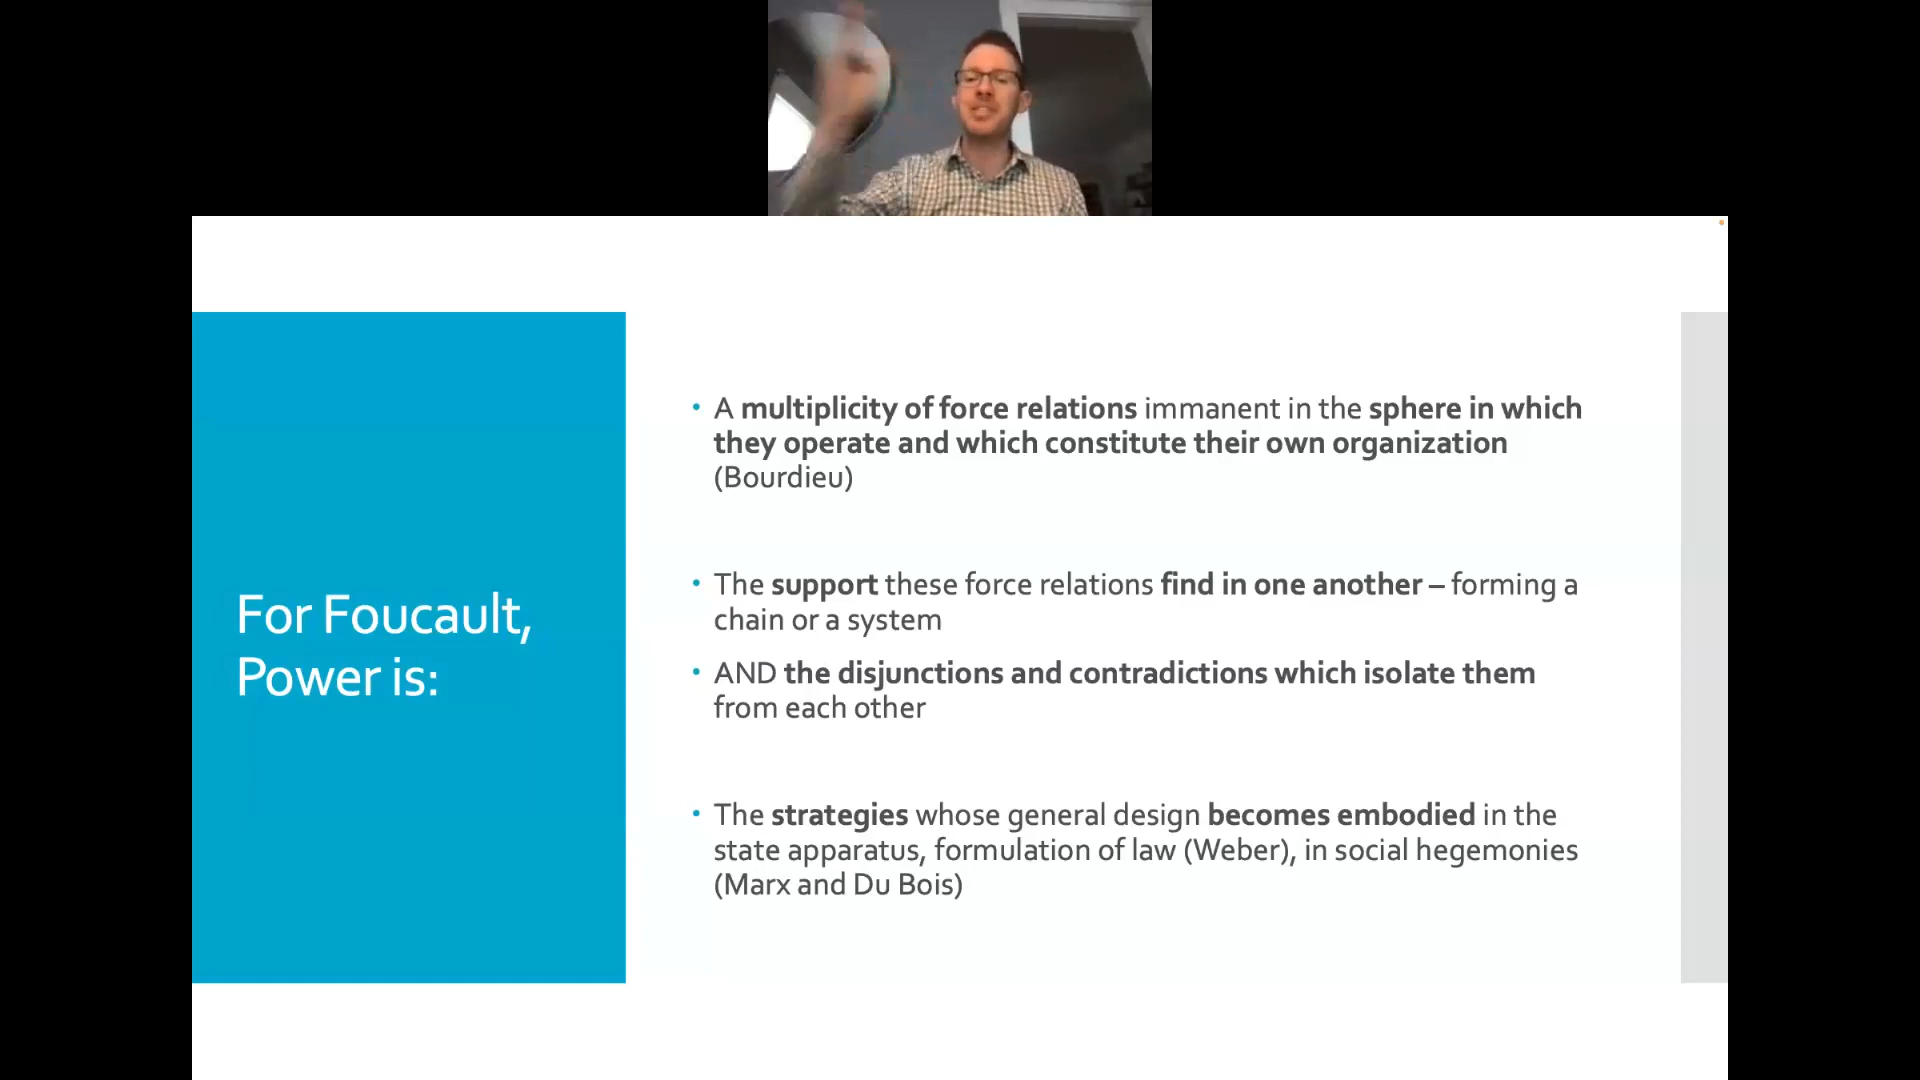 For Foucault,
Power is:
• A multiplicity of force relations immanent in the sphere in which
they operate and which constitute their own organization
(Bourdieu)
• The support these force relations find in one another – forming a
chain or a system
• AND the disjunctions and contradictions which isolate them
from each other
• The strategies whose general design becomes embodied in the
state apparatus, formulation of law (Weber), in social hegemonies
(Marx and Du Bois)